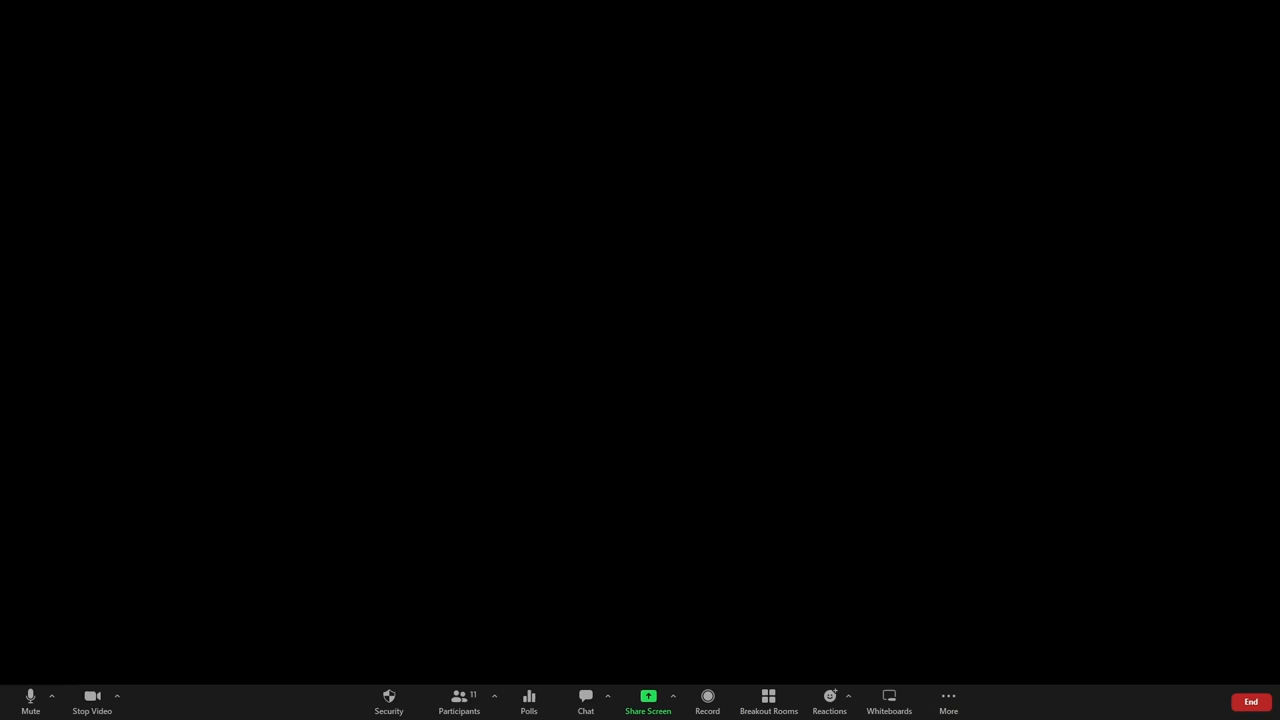 Mute
Stop Video
Security
Participants
11
Polls
Chat
Share Screen
Record
Breakout Rooms
Reactions
Whiteboards
More
End